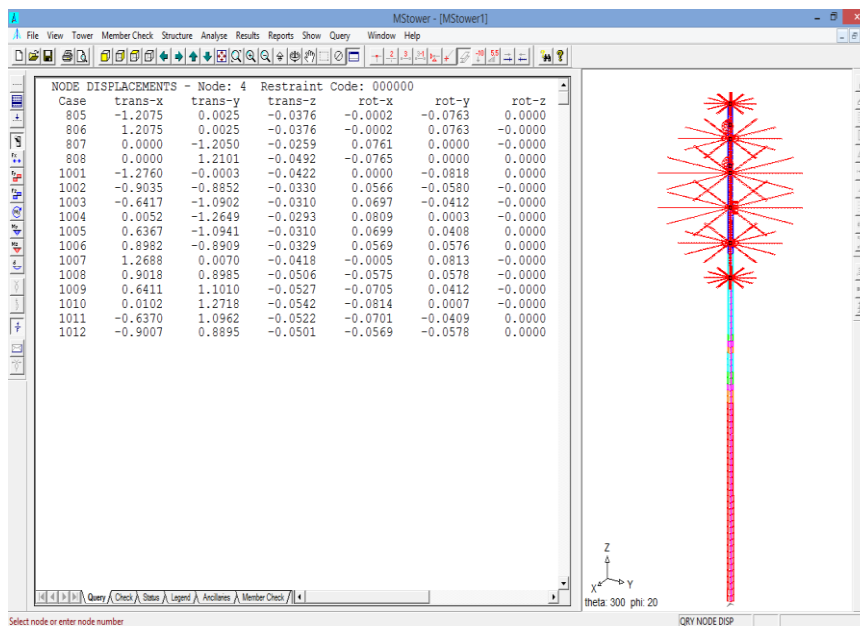 MStower - [MStower1]
File View Tower Member Check Structure Analyse Results Reports Show Query Window Help
NODE DISPLACEMENTS - Node: 4 Restraint Code: 000000
Case trans-x trans-y trans-z rot-x rot-y rot-z
805 -1.2075 0.0025 -0.0376 -0.0002 -0.0763 0.0000
806 1.2075 0.0025 -0.0376 -0.0002 0.0763 -0.0000
807 0.0000 -1.2050 -0.0259 0.0761 0.0000 -0.0000
808 0.0000 1.2101 -0.0492 -0.0765 0.0000 0.0000
1001 -1.2760 -0.0003 -0.0422 0.0000 -0.0818 0.0000
1002 -0.9035 -0.8852 -0.0330 0.0566 -0.0580 -0.0000
1003 -0.6417 -1.0902 -0.0310 0.0697 -0.0412 -0.0000
1004 0.0052 -1.2649 -0.0293 0.0809 0.0003 -0.0000
1005 0.6367 -1.0941 -0.0310 0.0699 0.0408 -0.0000
1006 0.8982 -0.8909 -0.0329 0.0569 0.0576 -0.0000
1007 1.2688 0.0070 -0.0418 -0.0005 0.0813 -0.0000
1008 0.9018 0.8985 -0.0506 -0.0575 0.0578 -0.0000
1009 0.6411 1.1010 -0.0527 -0.0705 0.0412 -0.0000
1010 0.0102 1.2718 -0.0542 -0.0814 0.0007 -0.0000
1011 -0.6370 1.0962 -0.0522 -0.0701 -0.0409 0.0000
1012 -0.9007 0.8895 -0.0501 -0.0569 -0.0578 0.0000
Z
X Y
theta: 300 phi: 20
Query Check Status Legend Ancillaries Member Check
Select node or enter node number QRY NODE DISP